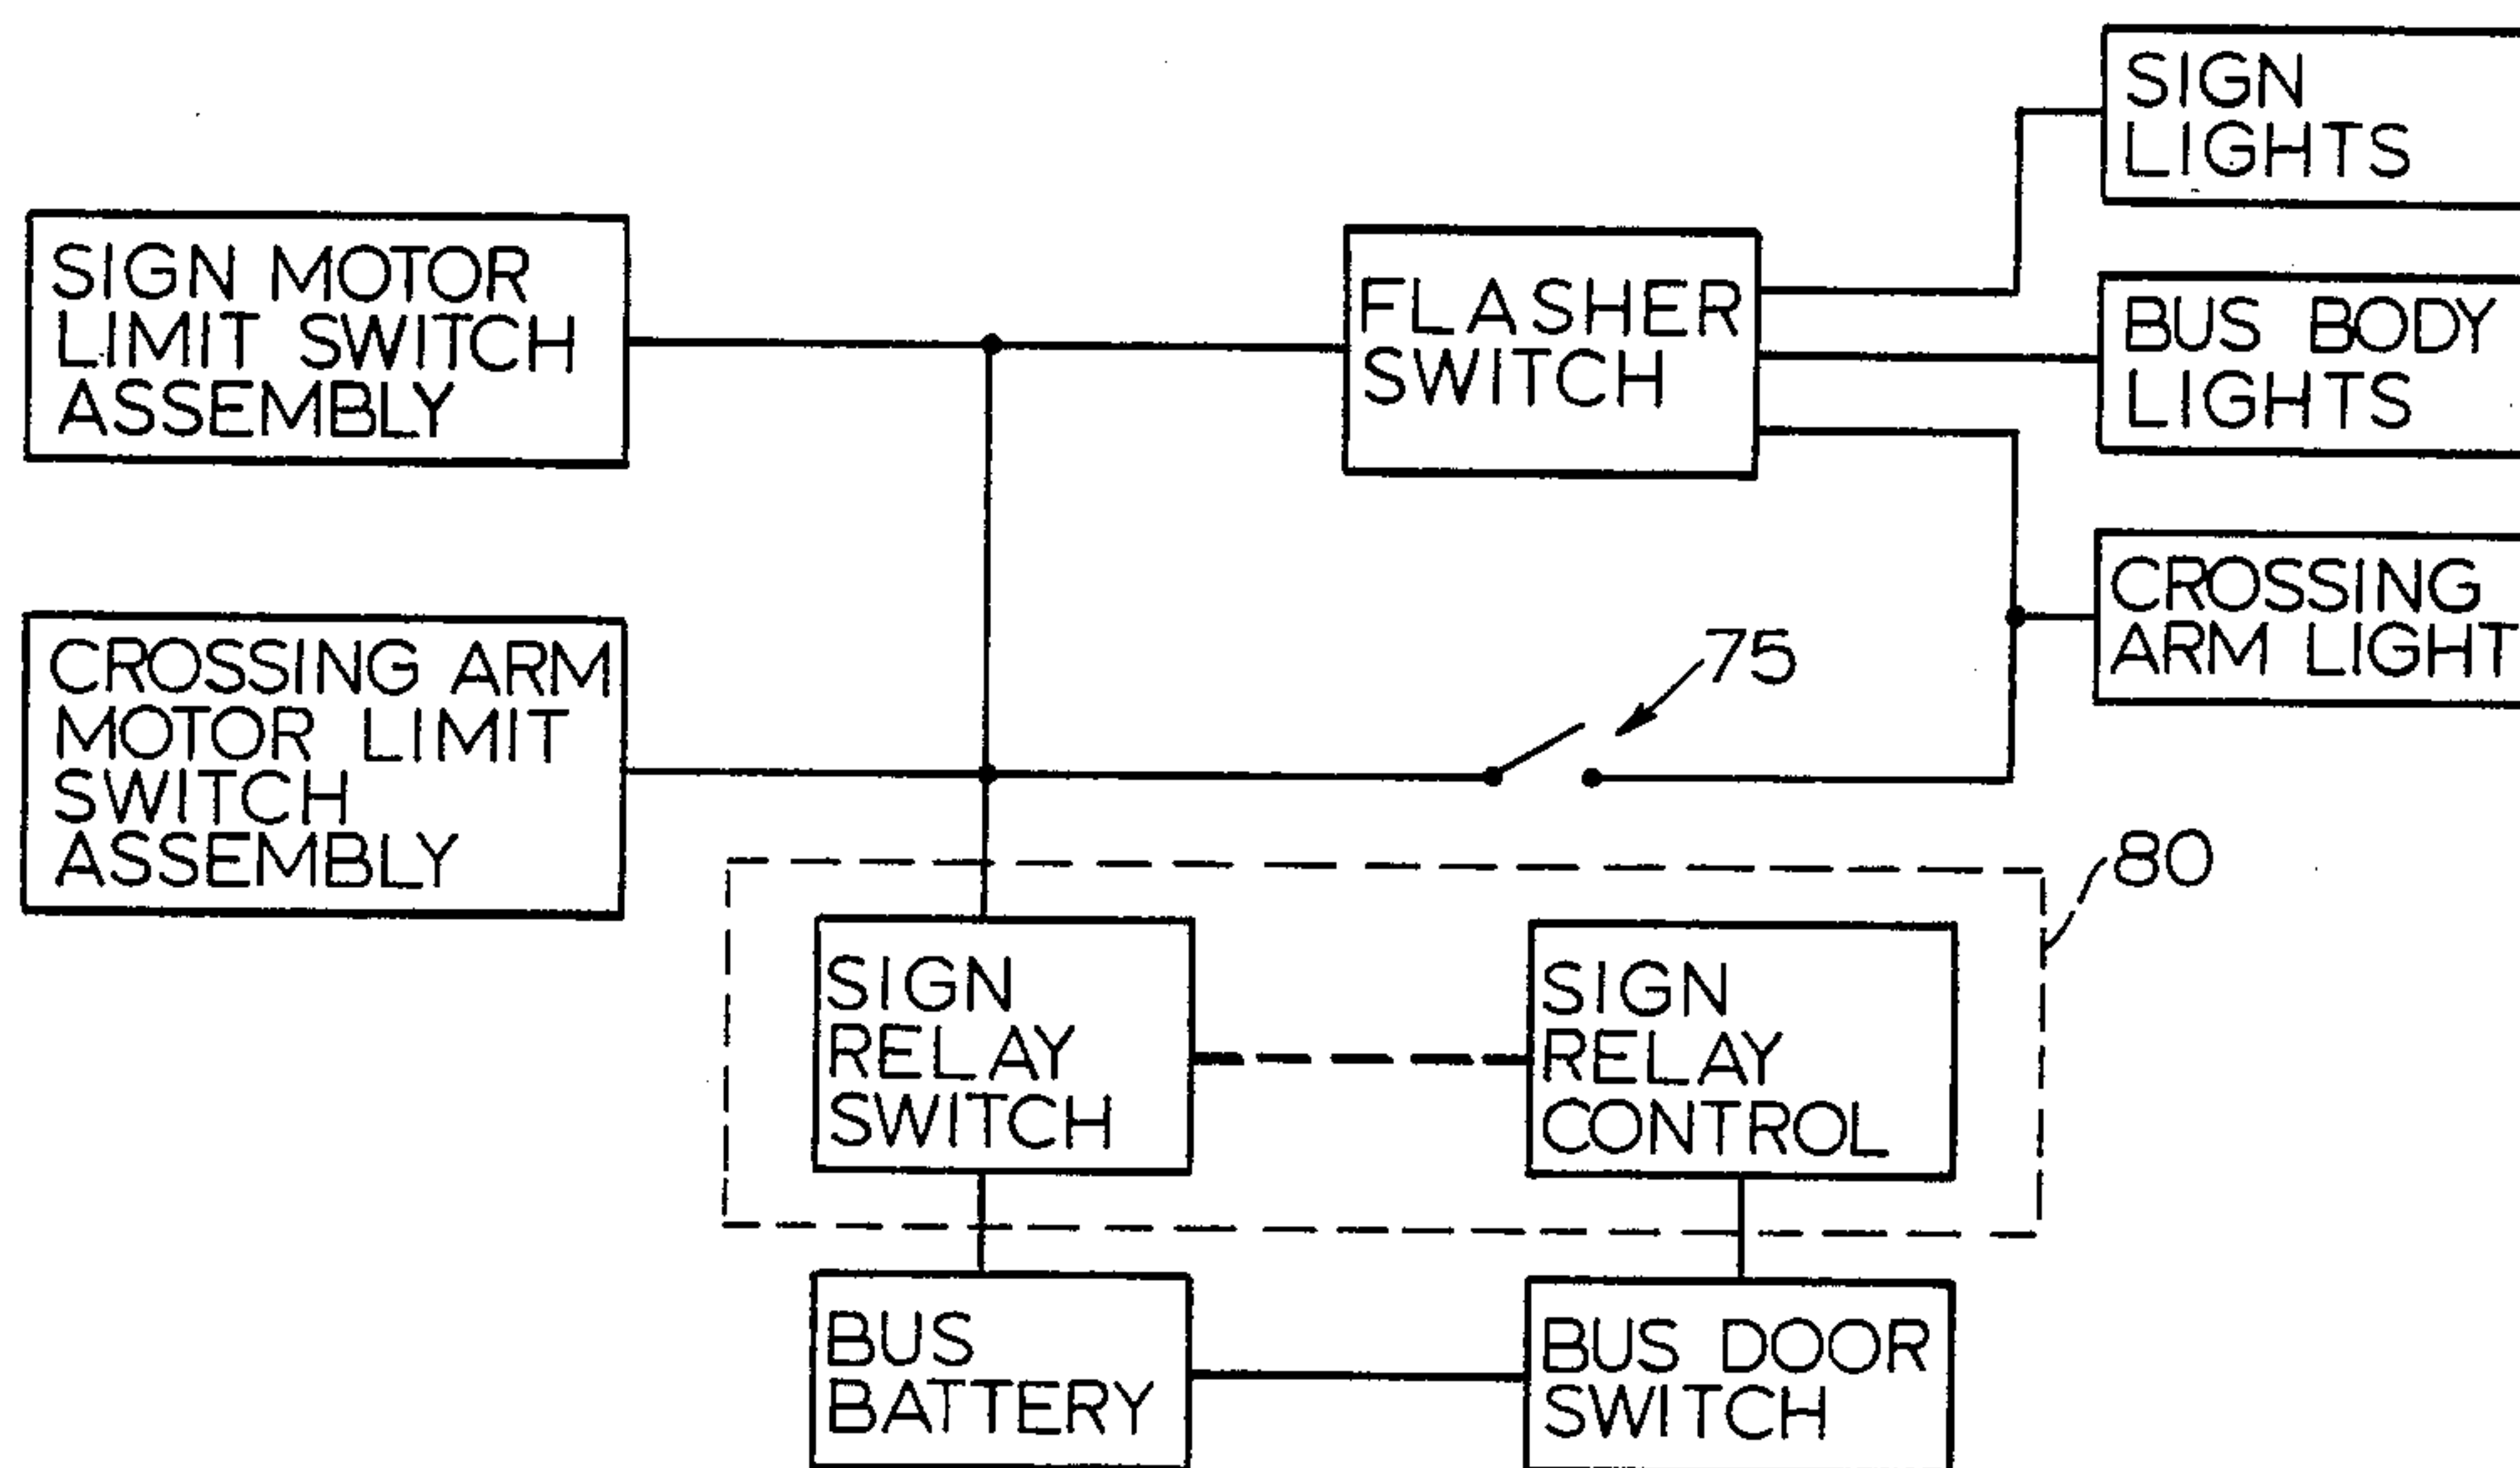 SIGN
LIGHTS
SIGN MOTOR
LIMIT SWITCH
ASSEMBLY
FLASHER
SWITCH
BUS BODY
LIGHTS
CROSSING
ARM LIGHT
CROSSING ARM
MOTOR LIMIT
SWITCH
ASSEMBLY
75
80
SIGN
RELAY
SWITCH
SIGN
RELAY
CONTROL
BUS
BATTERY
BUS DOOR
SWITCH